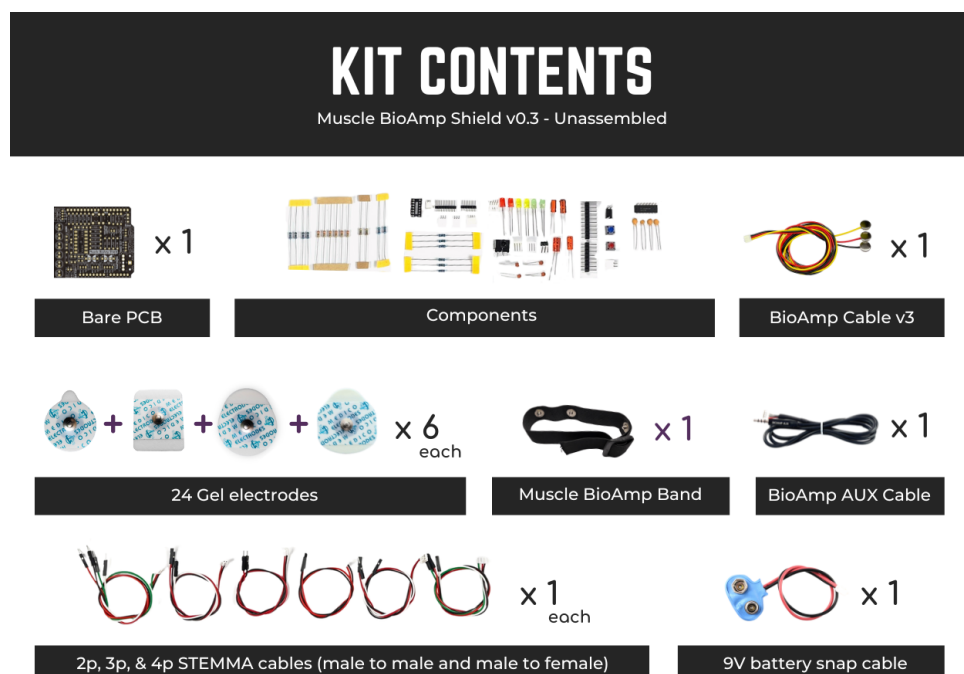 KIT CONTENTS
Muscle BioAmp Shield v0.3 - Unassembled
x 1
x 1
Bare PCB
Components
BioAmp Cable v3
x 6
each
x 1
x 1
24 Gel electrodes
Muscle BioAmp Band
BioAmp AUX Cable
x 1
each
x 1
2p, 3p, & 4p STEMMA cables (male to male and male to female)
9V battery snap cable